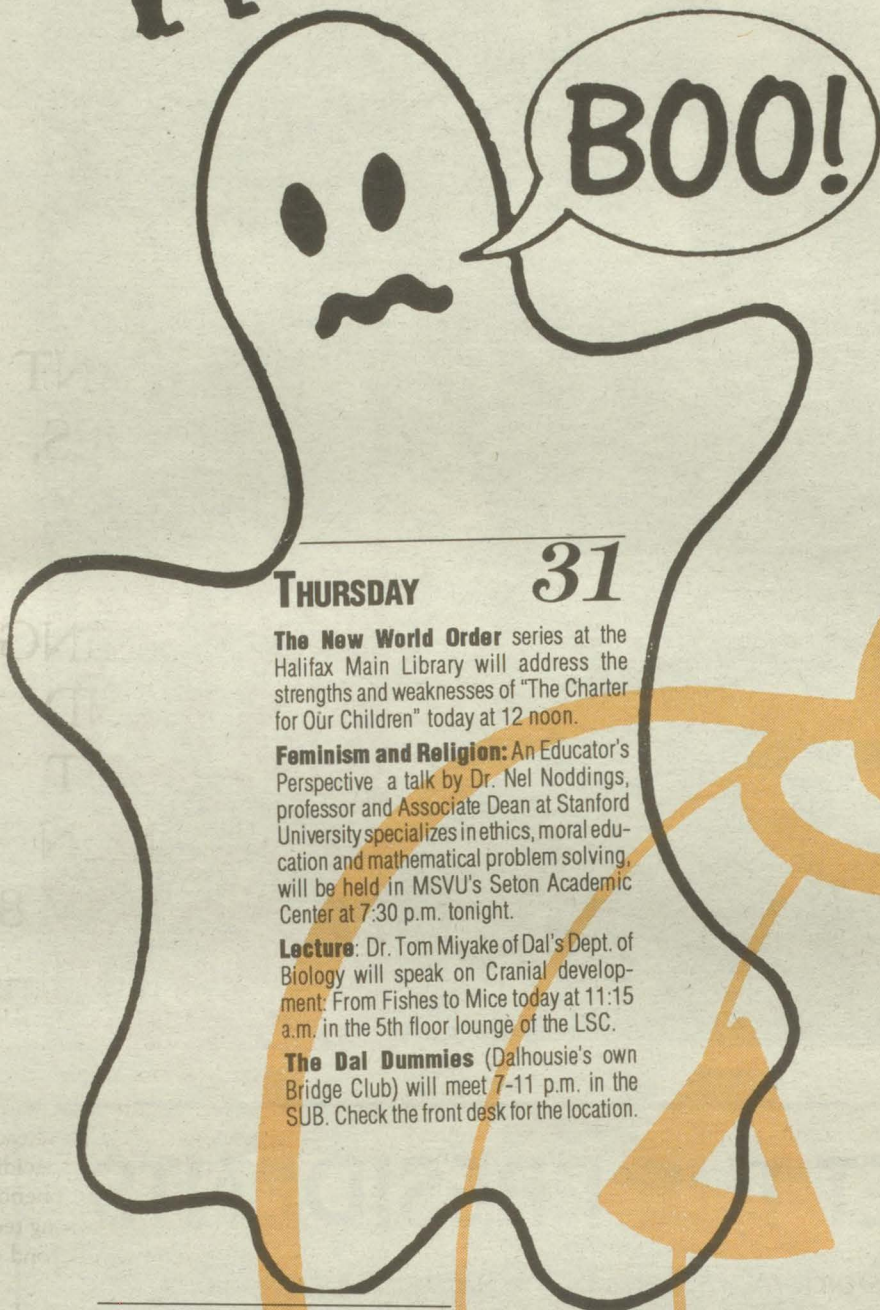 BOO!
THURSDAY 31
The New World Order series at the
Halifax Main Library will address the
strengths and weaknesses of "The Charter
for Our Children" today at 12 noon.
Feminism and Religion: An Educator's
Perspective a talk by Dr. Nel Noddings,
professor and Associate Dean at Stanford
University specializes in ethics, moral edu-
cation and mathematical problem solving,
will be held in MSVU's Seton Academic
Center at 7:30 p.m. tonight.
Lecture: Dr. Tom Miyake of Dal's Dept. of
Biology will speak on Cranial develop-
ment: From Fishes to Mice today at 11:15
a.m. in the 5th floor lounge of the LSC.
The Dal Dummies (Dalhousie's own
Bridge Club) will meet 7-11 p.m. in the
SUB. Check the front desk for the location.